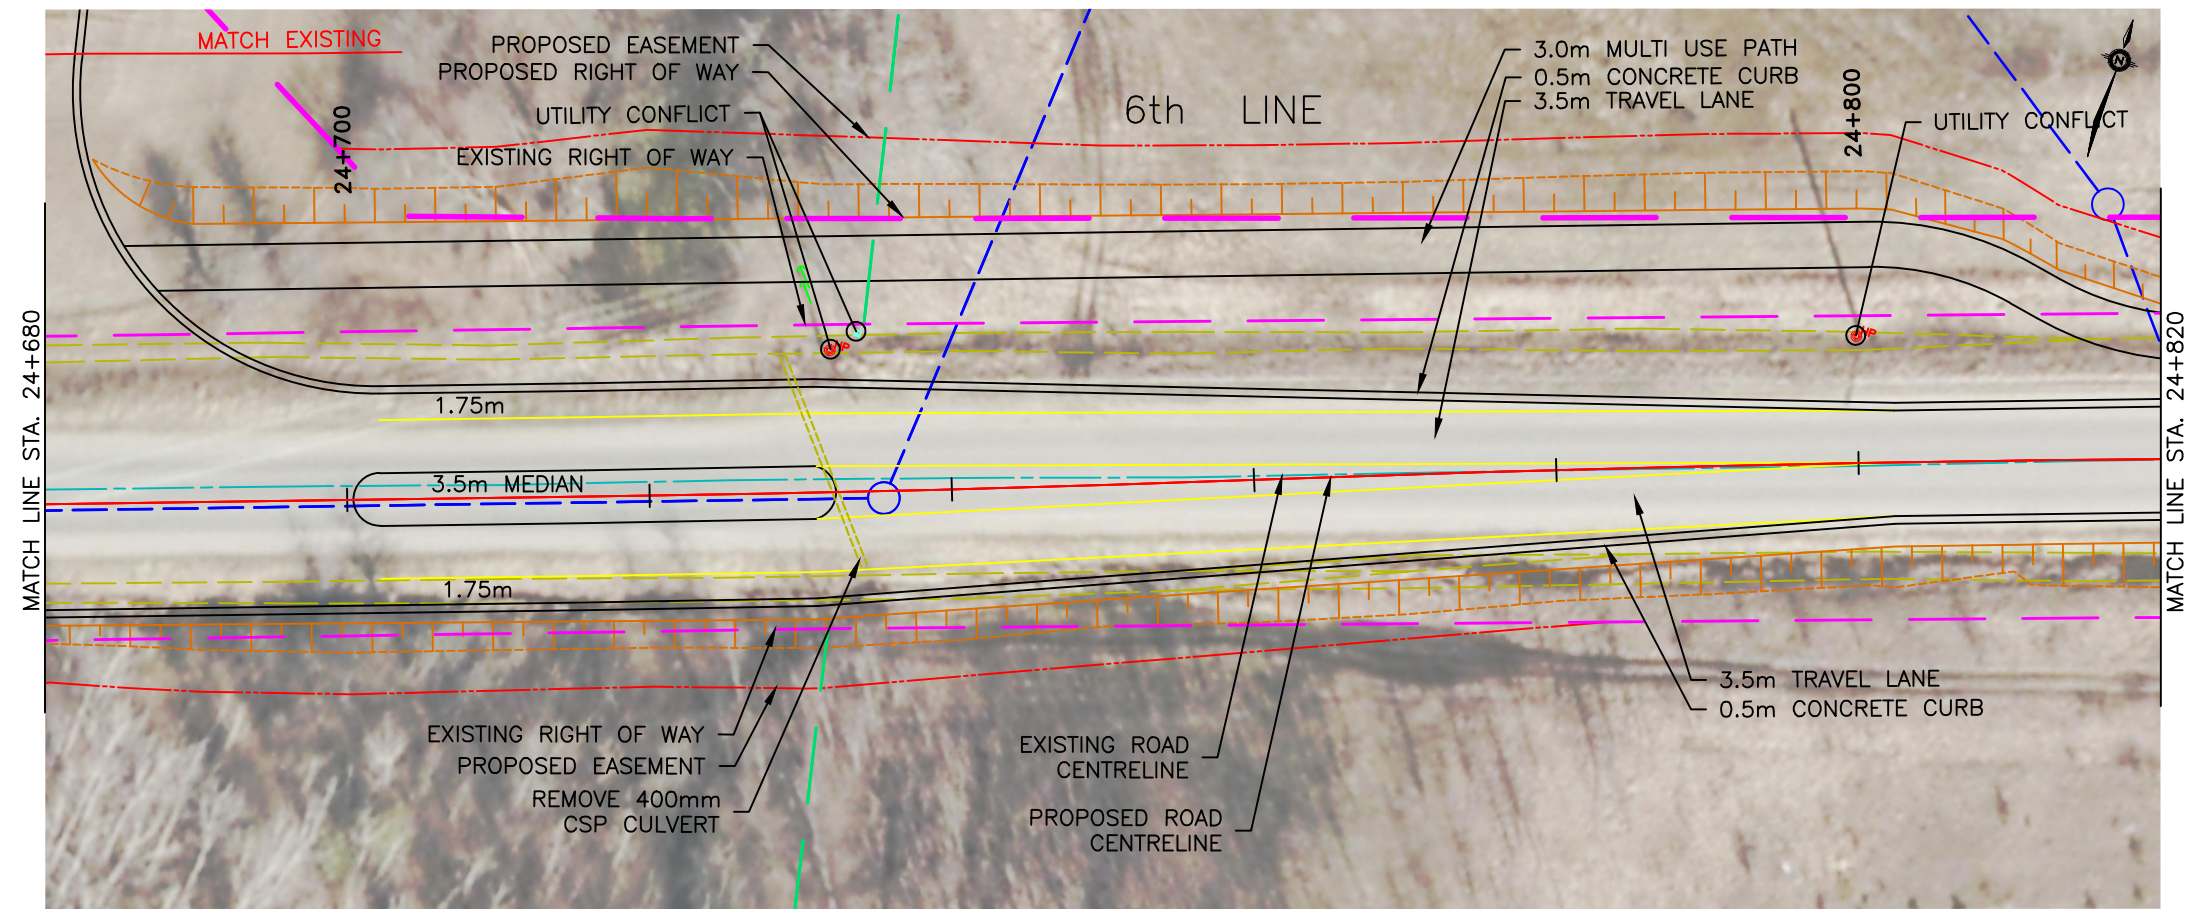 MATCH EXISTING
PROPOSED EASEMENT
PROPOSED RIGHT OF WAY
UTILITY CONFLICT
EXISTING RIGHT OF WAY
24+700
6th LINE
3.0m MULTI USE PATH
0.5m CONCRETE CURB
3.5m TRAVEL LANE
24+800
UTILITY CONFLICT
N
MATCH LINE STA. 24+680
MATCH LINE STA. 24+820
1.75m
3.5m MEDIAN
1.75m
EXISTING RIGHT OF WAY
PROPOSED EASEMENT
REMOVE 400mm
CSP CULVERT
EXISTING ROAD
CENTRELINE
PROPOSED ROAD
CENTRELINE
3.5m TRAVEL LANE
0.5m CONCRETE CURB